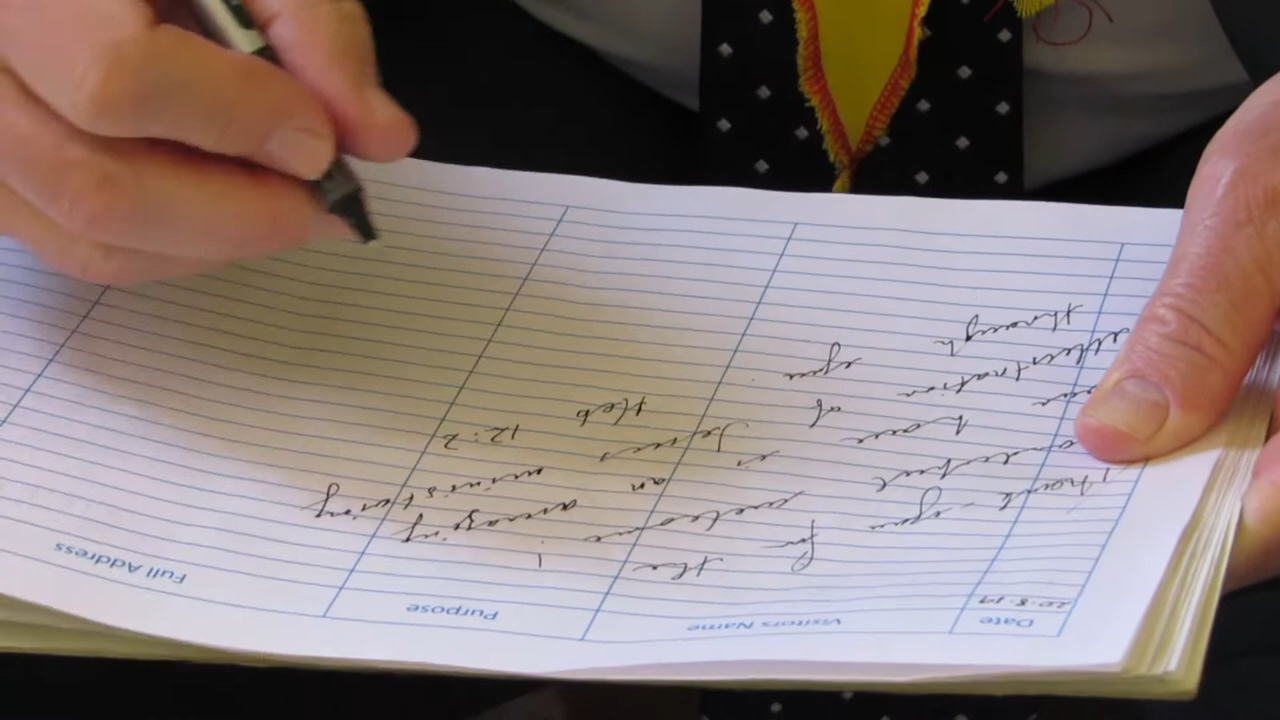 Date Visitors Name Purpose Full Address
20.8.19
Thank-you for the
wonderful welcome !
have an amazing
of Jesus ministering
through you Heb 12:2